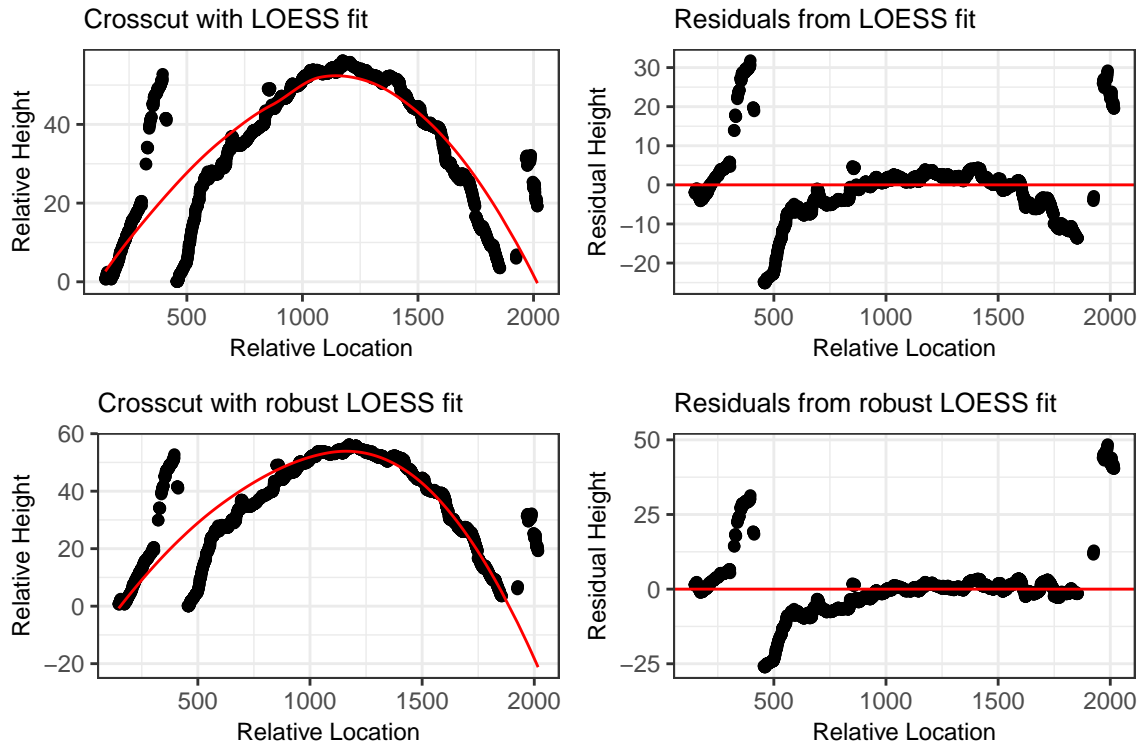 Crosscut with LOESS fit
Relative Height
40
20
0
500 1000 1500 2000
Relative Location
Residuals from LOESS fit
Residual Height
30
20
10
0
−10
−20
500 1000 1500 2000
Relative Location
Crosscut with robust LOESS fit
Relative Height
60
40
20
0
−20
500 1000 1500 2000
Relative Location
Residuals from robust LOESS fit
Residual Height
50
25
0
−25
500 1000 1500 2000
Relative Location